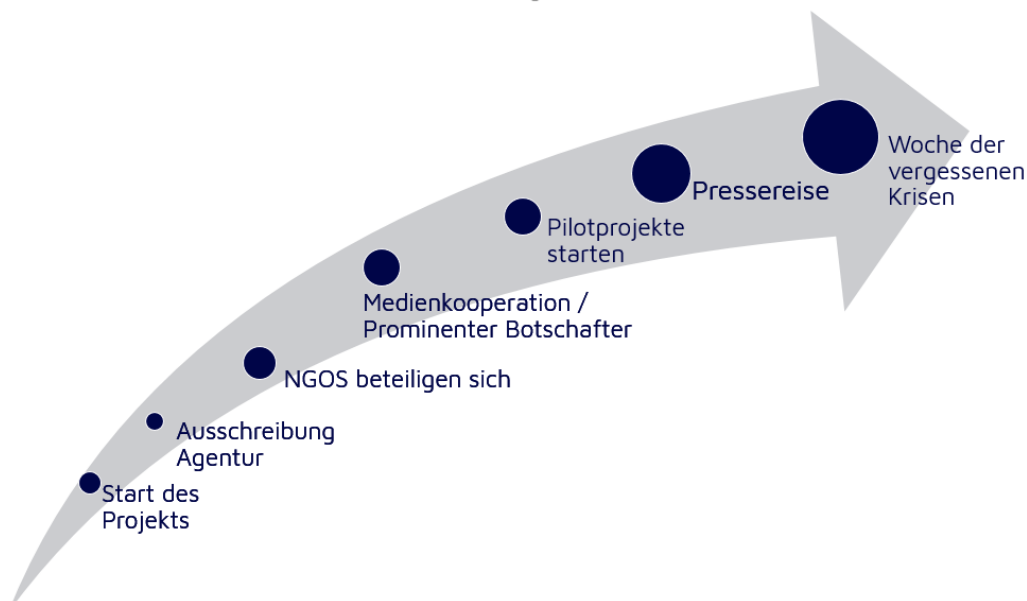 Woche der
vergessenen
Krisen
Pressereise
Pilotprojekte
starten
Medienkooperation /
Prominenter Botschafter
NGOS beteiligen sich
Ausschreibung
Agentur
Start des
Projekts